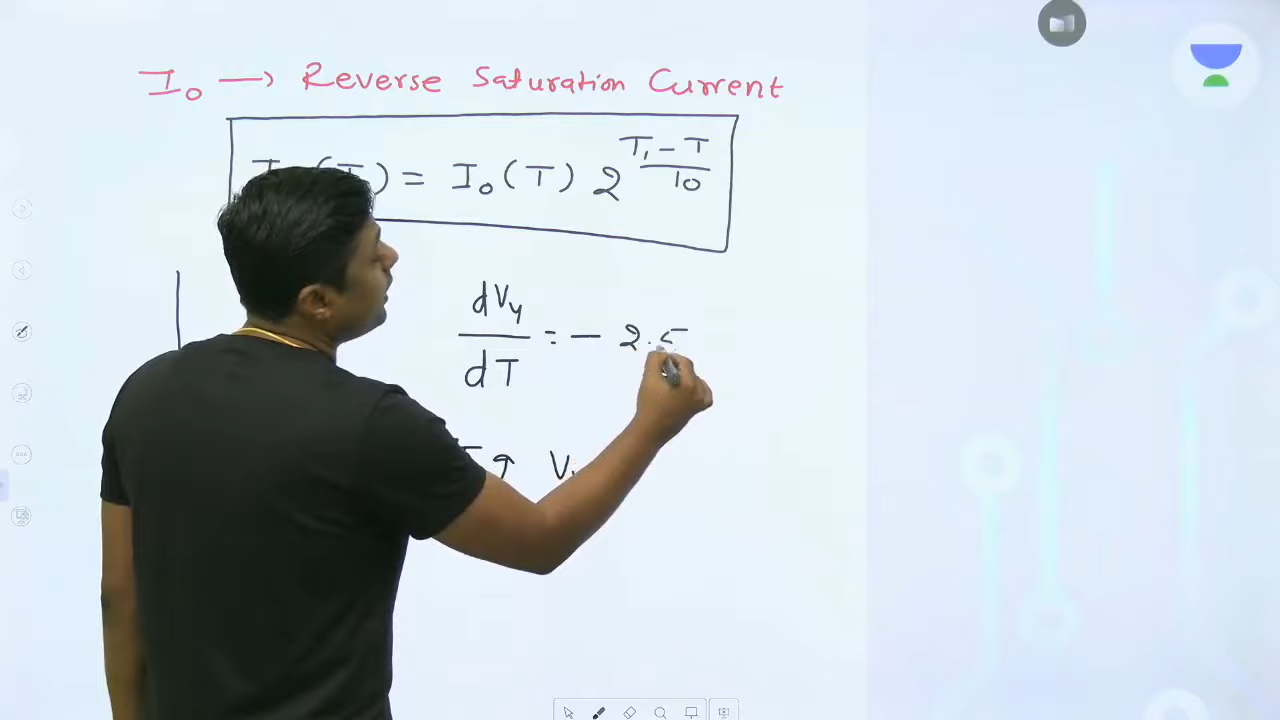 I₀ → Reverse Saturation Current
(T) = I₀(T) 2^((T₁ - T)/10)
dVγ/dT = - 2.5
T ↑ V